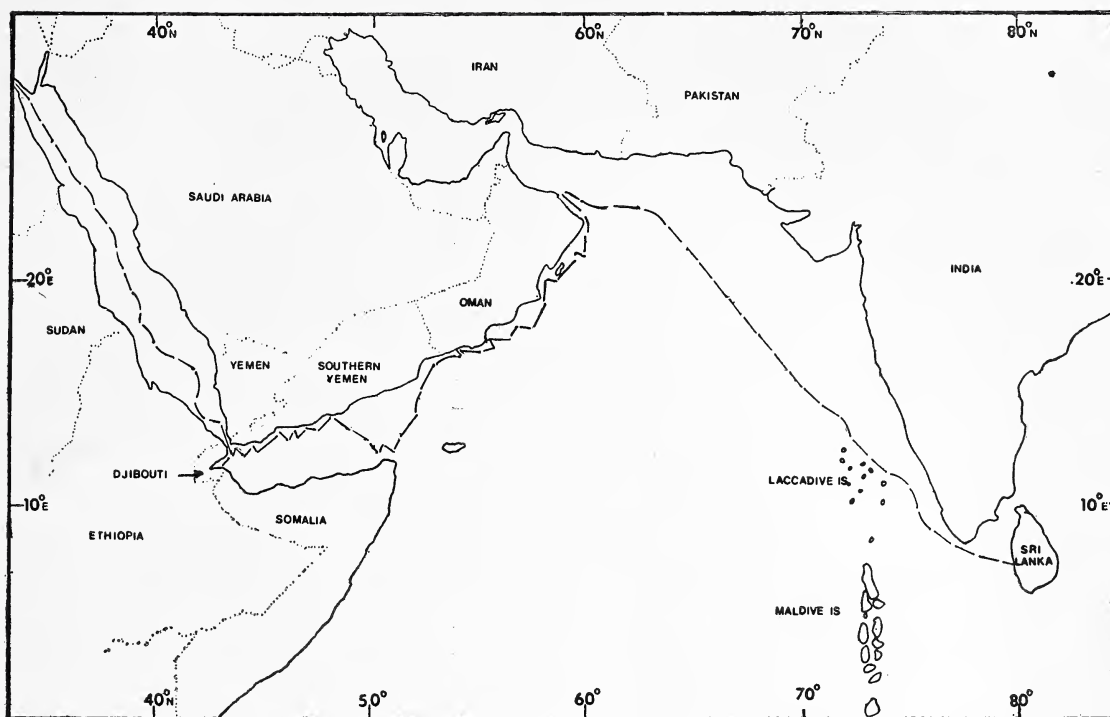 40°N
60°N
70°N
80°N
IRAN
PAKISTAN
SAUDI ARABIA
20°E
INDIA
20°E
OMAN
SUDAN
YEMEN
SOUTHERN
YEMEN
DJIBOUTI
LACCADIVE IS
10°E
10°E
SOMALIA
ETHIOPIA
SRI
LANKA
MALDIVE IS
40°N
50°
60°
70°
80°